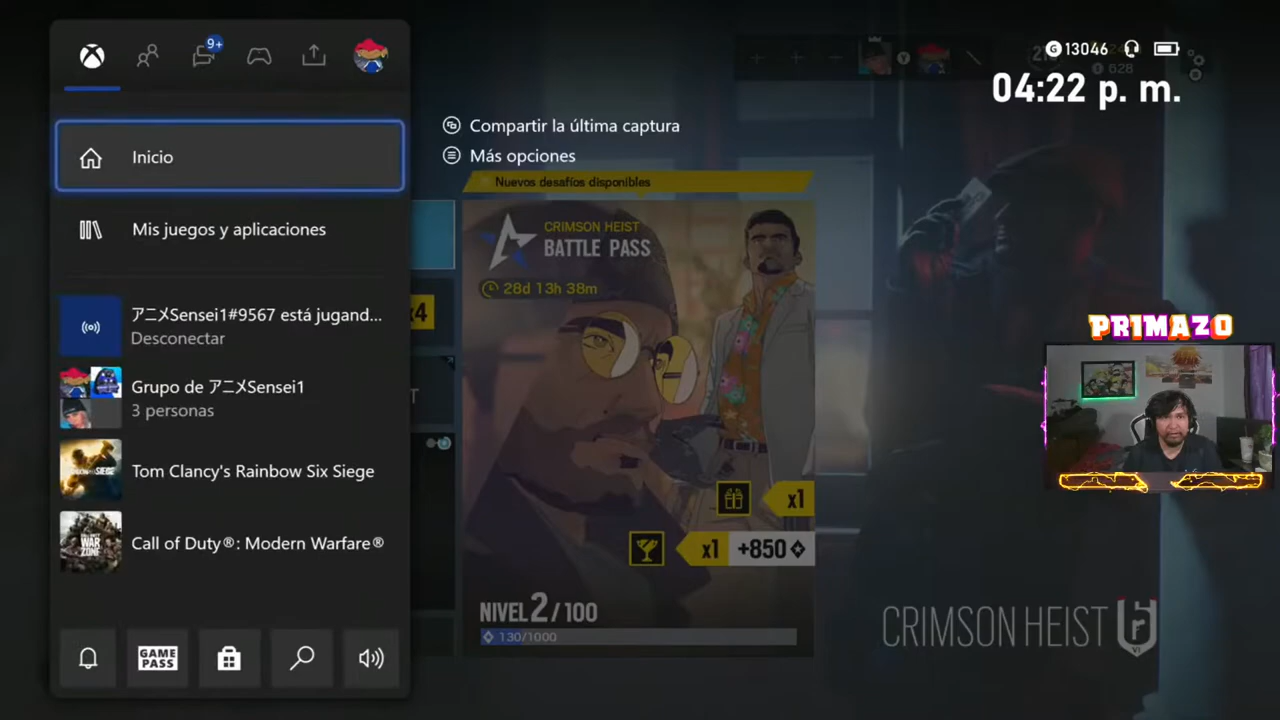 9+
13046
04:22 p. m.
628
Inicio
Mis juegos y aplicaciones
アニメSensei1#9567 está jugand...
Desconectar
Grupo de アニメSensei1
3 personas
Tom Clancy's Rainbow Six Siege
Call of Duty®: Modern Warfare®
GAME PASS
Compartir la última captura
Más opciones
Nuevos desafíos disponibles
CRIMSON HEIST
BATTLE PASS
28d 13h 38m
x4
x1
x1 +850
NIVEL 2/100
130/1000
PR1MAZO
CRIMSON HEIST